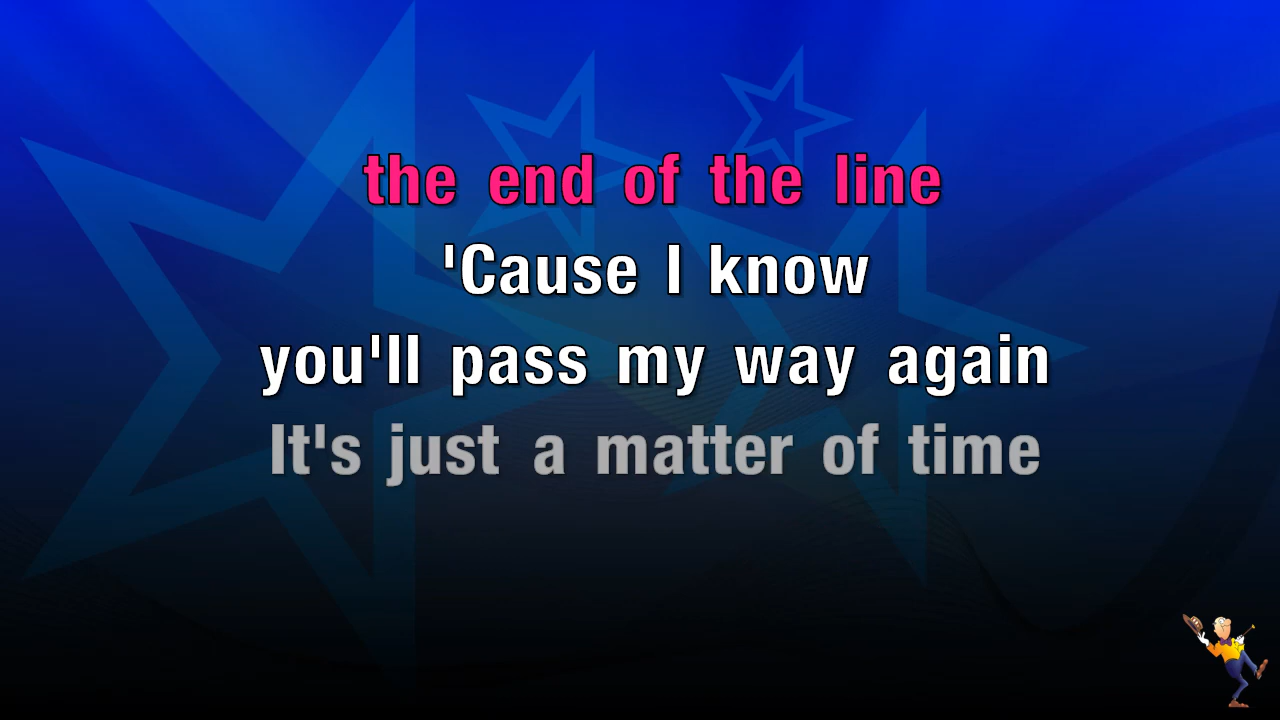 the end of the line
'Cause I know
you'll pass my way again
It's just a matter of time